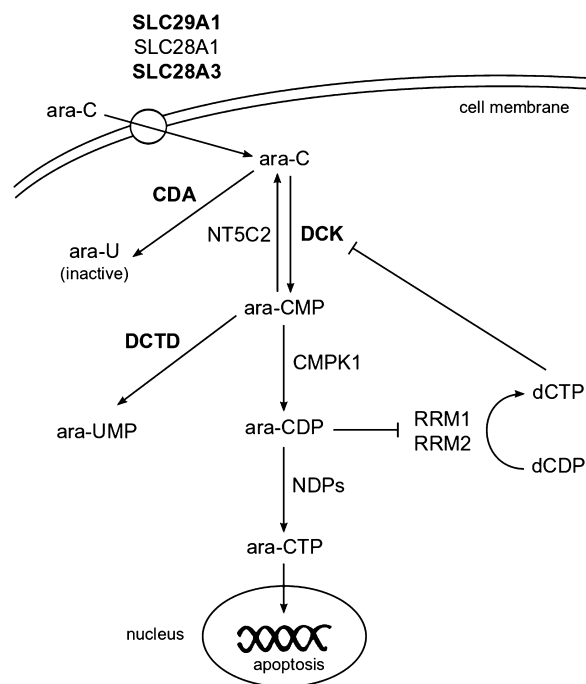 SLC29A1
SLC28A1
SLC28A3
ara-C
cell membrane
ara-C
CDA
NT5C2
DCK
ara-U
(inactive)
ara-CMP
DCTD
CMPK1
dCTP
ara-UMP
ara-CDP
RRM1
RRM2
dCDP
NDPs
ara-CTP
nucleus
apoptosis